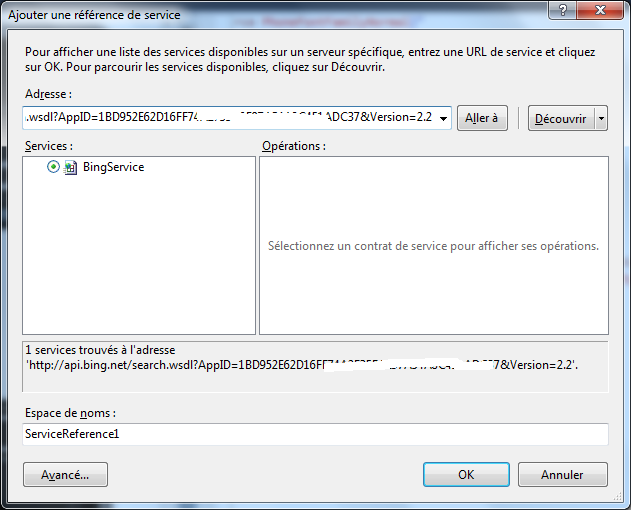 Ajouter une référence de service
Pour afficher une liste des services disponibles sur un serveur spécifique, entrez une URL de service et cliquez
sur OK. Pour parcourir les services disponibles, cliquez sur Découvrir.
Adresse :
.wsdl?AppID=1BD952E62D16FF74 ADC37&Version=2.2
Aller à
Découvrir
Services :
Opérations :
BingService
Sélectionnez un contrat de service pour afficher ses opérations.
1 services trouvés à l'adresse
'http://api.bing.net/search.wsdl?AppID=1BD952E62D16FF74 7&Version=2.2'.
Espace de noms :
ServiceReference1
Avancé...
OK
Annuler